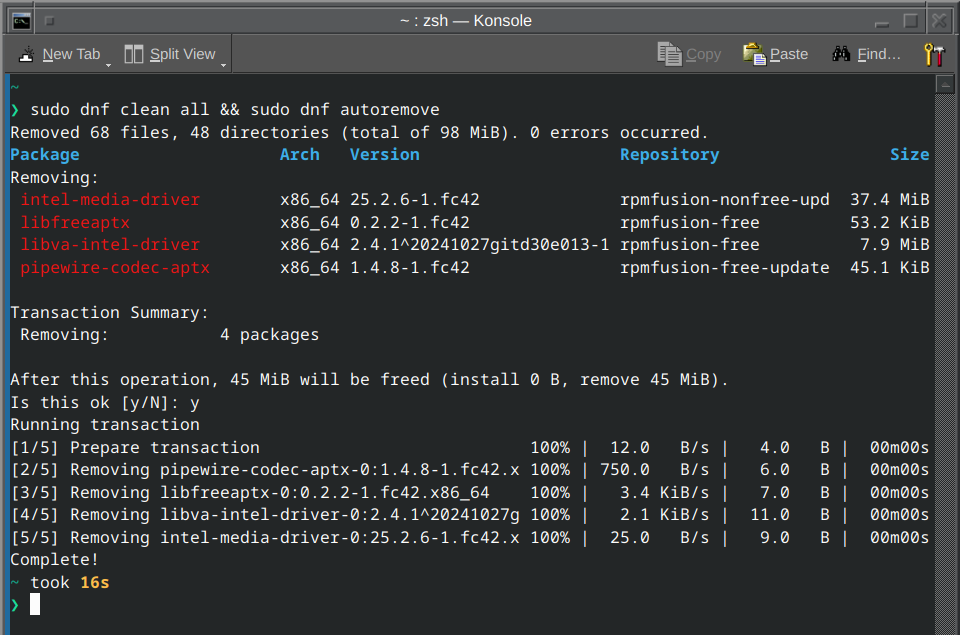 ~ : zsh — Konsole
New Tab Split View Copy Paste Find...
~
❯ sudo dnf clean all && sudo dnf autoremove
Removed 68 files, 48 directories (total of 98 MiB). 0 errors occurred.
Package Arch Version Repository Size
Removing:
intel-media-driver x86_64 25.2.6-1.fc42 rpmfusion-nonfree-upd 37.4 MiB
libfreeaptx x86_64 0.2.2-1.fc42 rpmfusion-free 53.2 KiB
libva-intel-driver x86_64 2.4.1^20241027gitd30e013-1 rpmfusion-free 7.9 MiB
pipewire-codec-aptx x86_64 1.4.8-1.fc42 rpmfusion-free-update 45.1 KiB
Transaction Summary:
Removing: 4 packages
After this operation, 45 MiB will be freed (install 0 B, remove 45 MiB).
Is this ok [y/N]: y
Running transaction
[1/5] Prepare transaction 100% | 12.0 B/s | 4.0 B | 00m00s
[2/5] Removing pipewire-codec-aptx-0:1.4.8-1.fc42.x 100% | 750.0 B/s | 6.0 B | 00m00s
[3/5] Removing libfreeaptx-0:0.2.2-1.fc42.x86_64 100% | 3.4 KiB/s | 7.0 B | 00m00s
[4/5] Removing libva-intel-driver-0:2.4.1^20241027g 100% | 2.1 KiB/s | 11.0 B | 00m00s
[5/5] Removing intel-media-driver-0:25.2.6-1.fc42.x 100% | 25.0 B/s | 9.0 B | 00m00s
Complete!
~ took 16s
❯